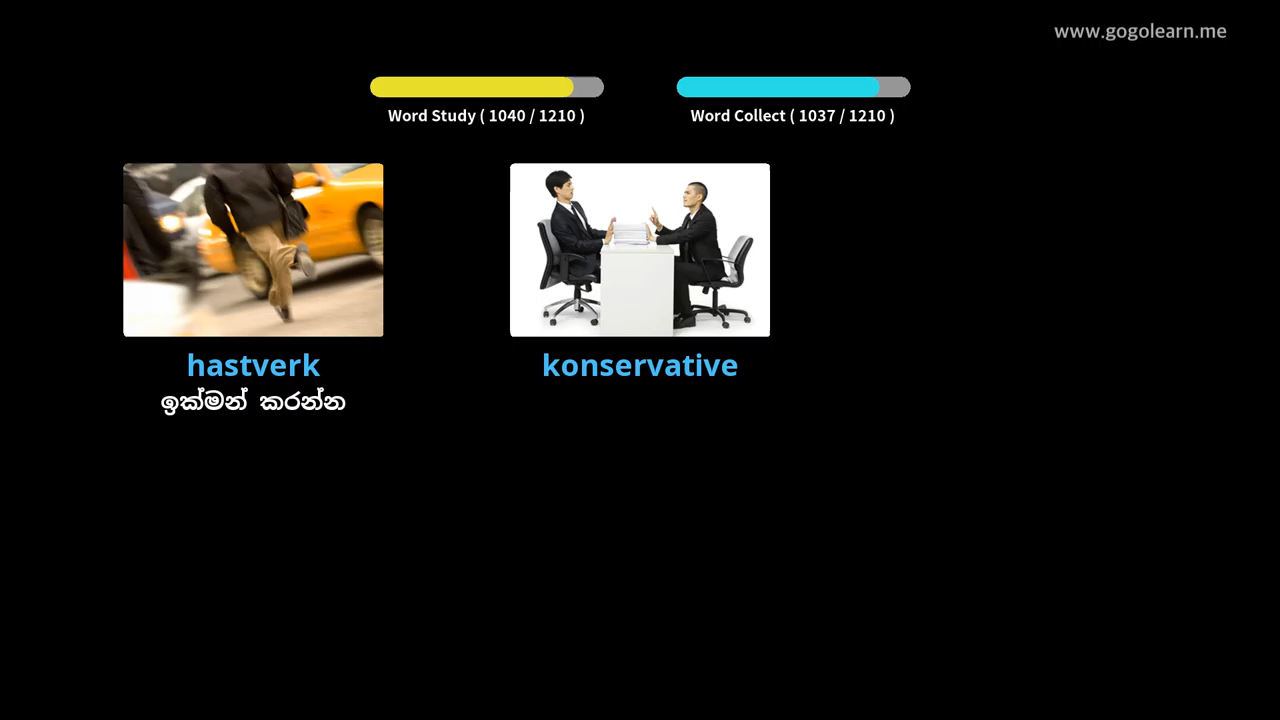 www.gogolearn.me
Word Study ( 1040 / 1210 )
Word Collect ( 1037 / 1210 )
hastverk
ඉක්මන් කරන්න
konservative